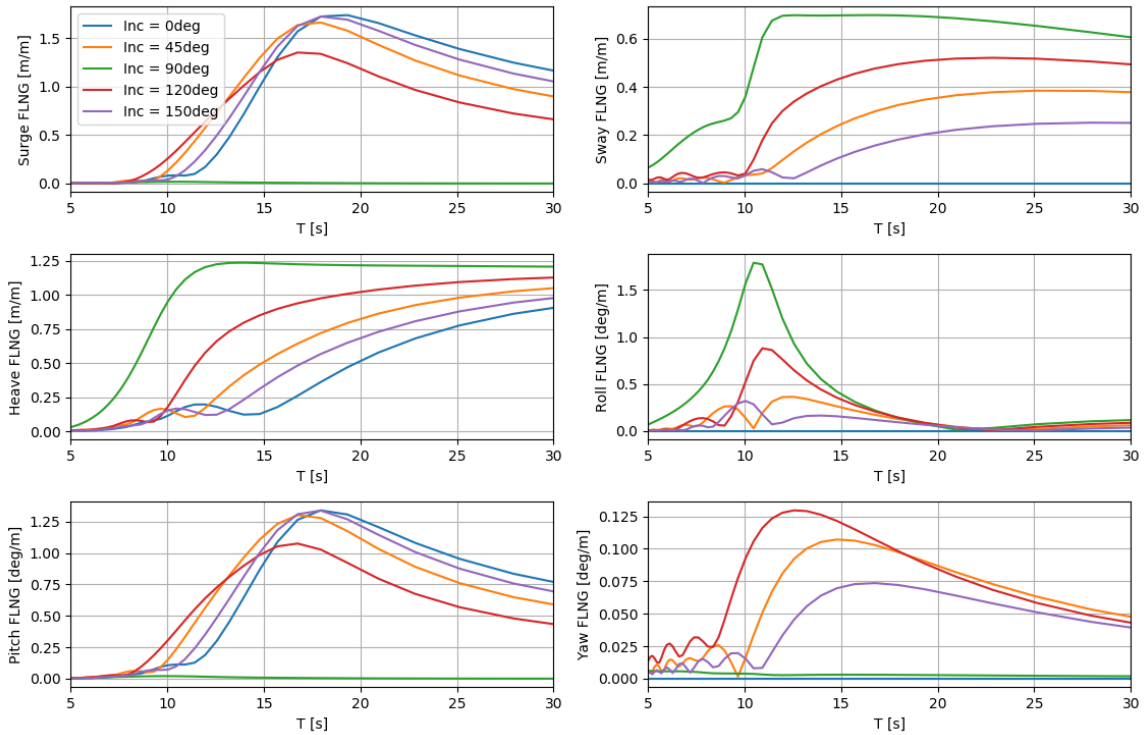 Surge FLNG [m/m]
1.5
1.0
0.5
0.0
Inc = 0deg
Inc = 45deg
Inc = 90deg
Inc = 120deg
Inc = 150deg
5 10 15 20 25 30
T [s]
Sway FLNG [m/m]
0.6
0.4
0.2
0.0
5 10 15 20 25 30
T [s]
Heave FLNG [m/m]
1.25
1.00
0.75
0.50
0.25
0.00
5 10 15 20 25 30
T [s]
Roll FLNG [deg/m]
1.5
1.0
0.5
0.0
5 10 15 20 25 30
T [s]
Pitch FLNG [deg/m]
1.25
1.00
0.75
0.50
0.25
0.00
5 10 15 20 25 30
T [s]
Yaw FLNG [deg/m]
0.125
0.100
0.075
0.050
0.025
0.000
5 10 15 20 25 30
T [s]